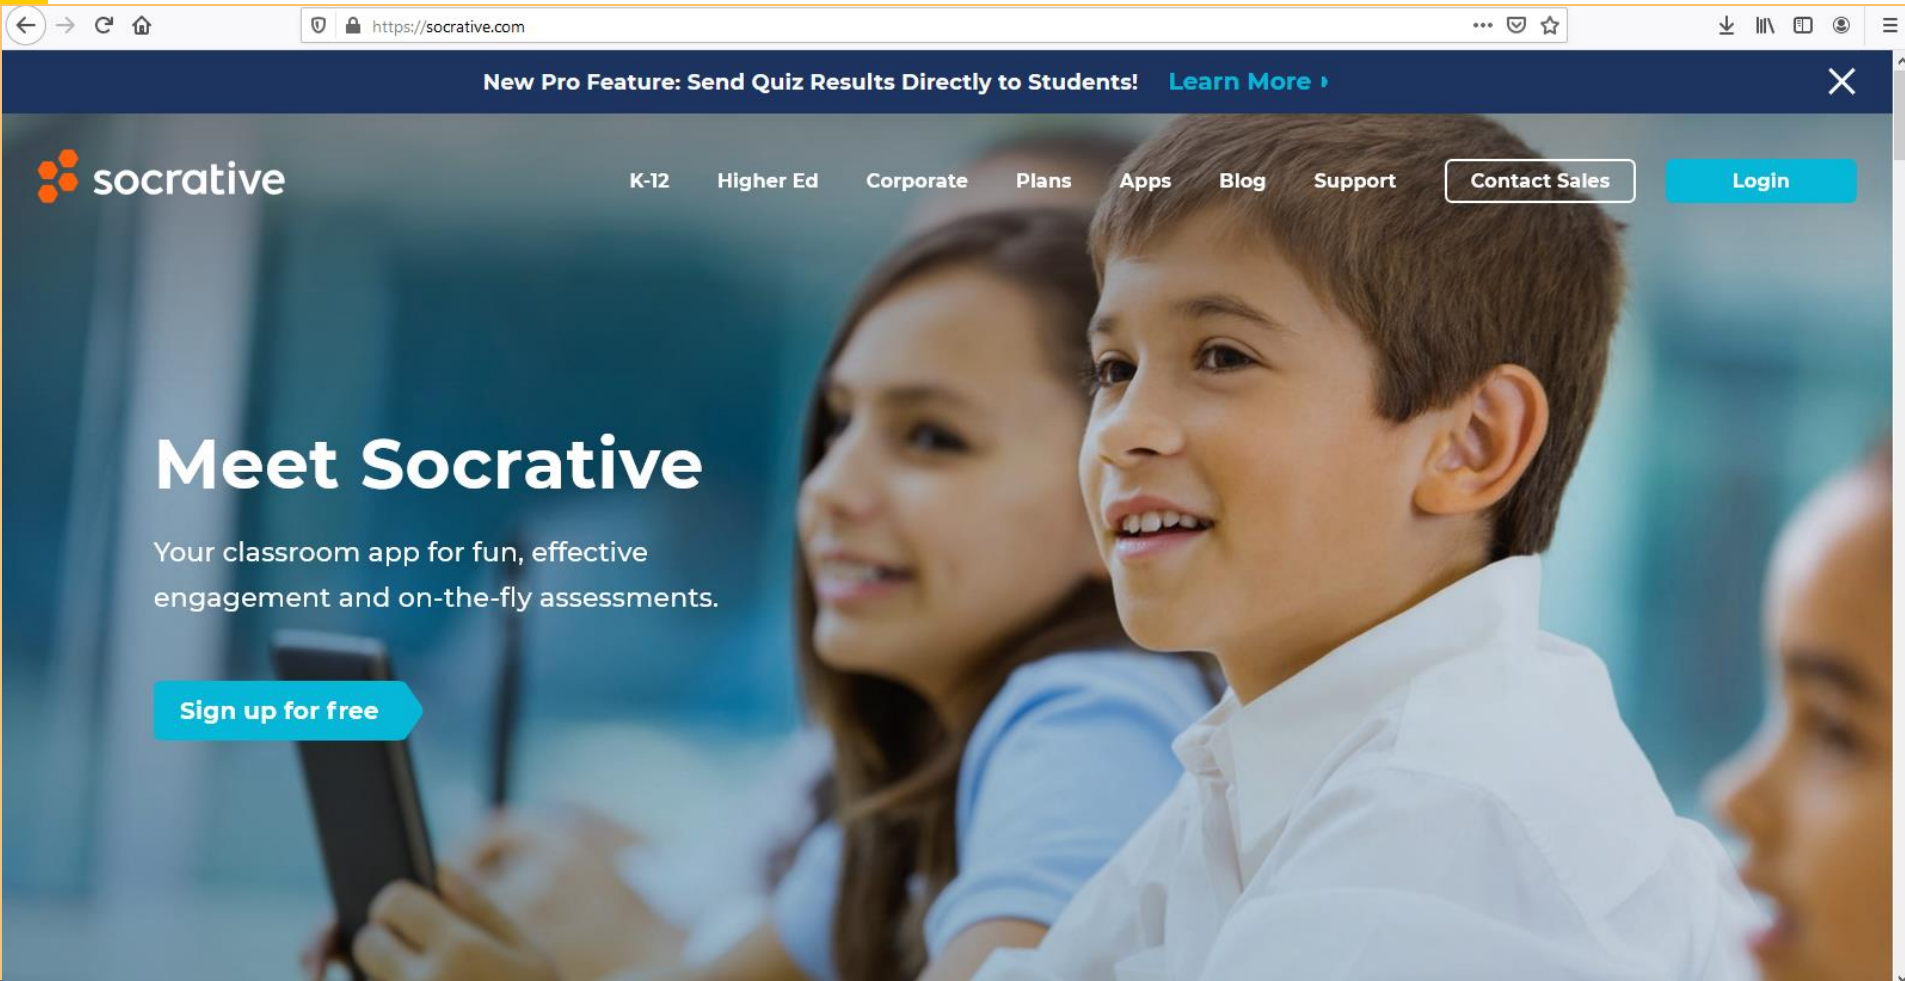 https://socrative.com
New Pro Feature: Send Quiz Results Directly to Students! Learn More
socrative K-12 Higher Ed Corporate Plans Apps Blog Support Contact Sales Login
Meet Socrative
Your classroom app for fun, effective
engagement and on-the-fly assessments.
Sign up for free